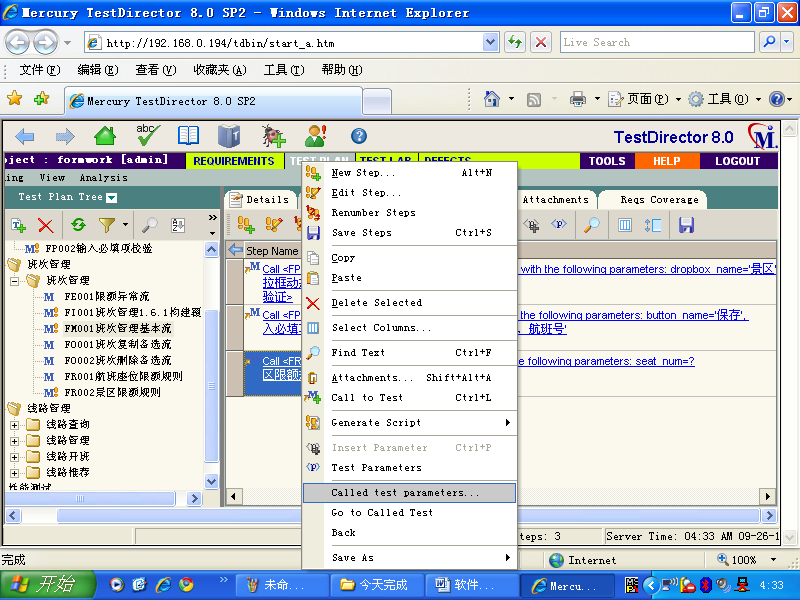 Mercury TestDirector 8.0 SP2 - Windows Internet Explorer
http://192.168.0.194/tdbin/start_a.htm
Live Search
文件(F) 编辑(E) 查看(V) 收藏夹(A) 工具(T) 帮助(H)
Mercury TestDirector 8.0 SP2
页面(P) 工具(O)
abc
TestDirector 8.0
M.
oject : formwork [admin] REQUIREMENTS TEST PLAN TEST LAB DEFECTS TOOLS HELP LOGOUT
ing View Analysis
Test Plan Tree
Details
Attachments
Reqs Coverage
Step Name
FP002输入必填项校验
班次管理
班次管理
FE001限额异常流
FI001班次管理1.6.1构建额
FM001班次管理基本流
FO001班次复制备选流
FO002班次删除备选流
FR001航班座位限额规则
FR002景区限额规则
线路管理
线路查询
线路管理
线路开班
线路推荐
性能测试
Call <FP
拉框动
验证>
with the following parameters: dropbox_name='景区
Call <FP
入必填
the following parameters: button_name='保存',
, 航班号'
Call <FR
区限额
e following parameters: seat_num=?
New Step... Alt+N
Edit Step...
Renumber Steps
Save Steps Ctrl+S
Copy
Paste
Delete Selected
Select Columns...
Find Text Ctrl+F
Attachments... Shift+Alt+A
Call to Test Ctrl+L
Generate Script
Insert Parameter Ctrl+P
Test Parameters
Called test parameters...
Go to Called Test
Back
Save As
teps: 3
Server Time: 04:33 AM 09-26-1
完成
Internet
100%
开始
未命...
今天完成
软件...
Mercu...
4:33